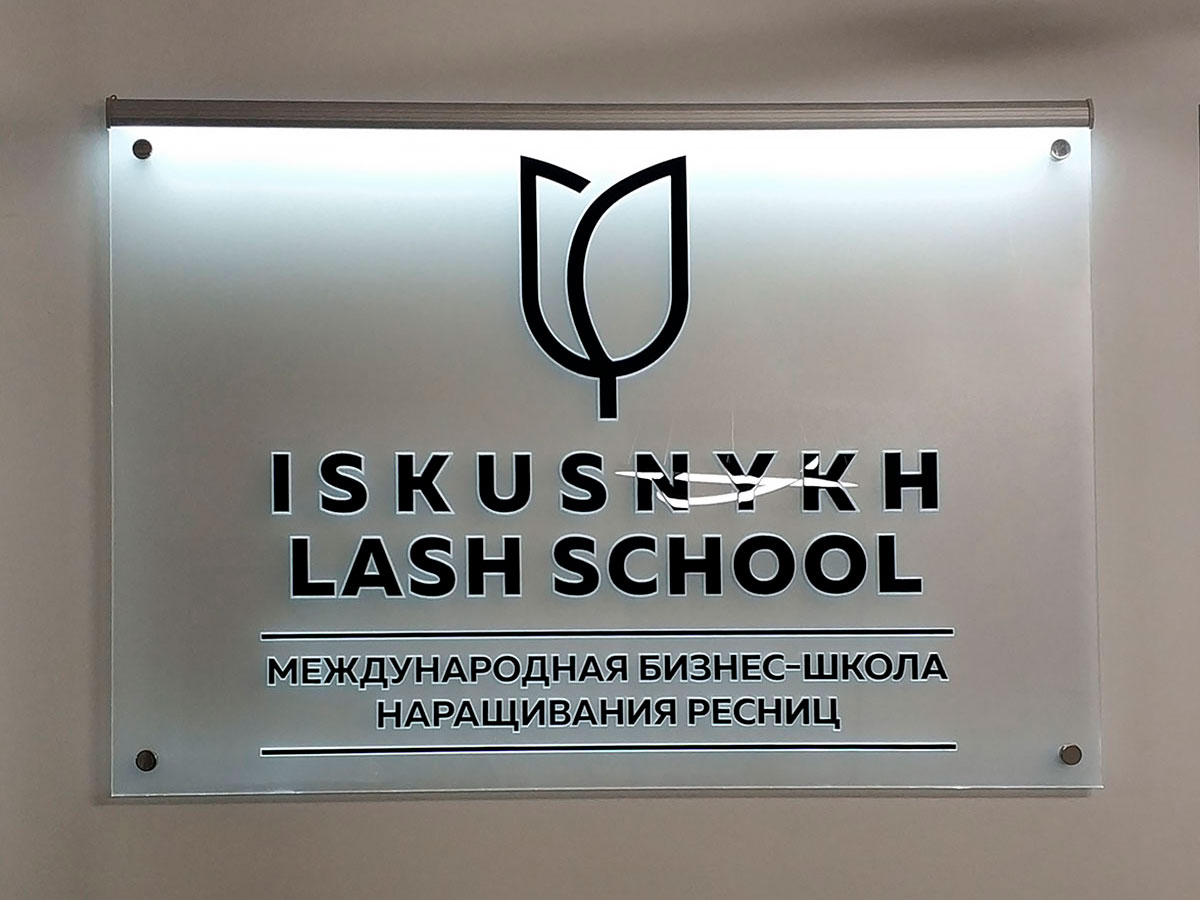 ISKUSNYKH
LASH SCHOOL
МЕЖДУНАРОДНАЯ БИЗНЕС-ШКОЛА
НАРАЩИВАНИЯ РЕСНИЦ